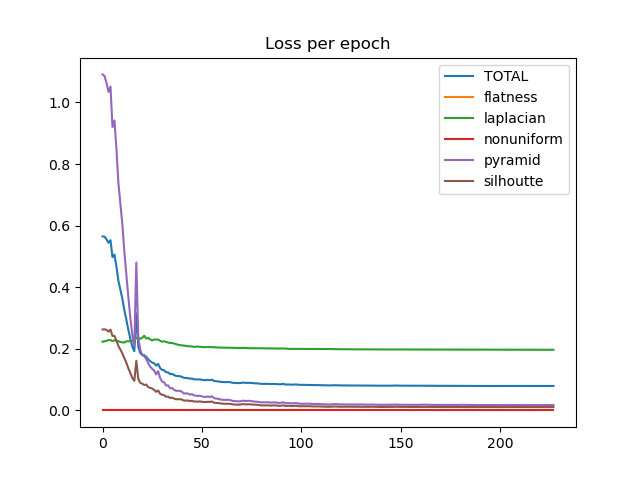 Loss per epoch
TOTAL
flatness
laplacian
nonuniform
pyramid
silhoutte
1.0
0.8
0.6
0.4
0.2
0.0
0
50
100
150
200